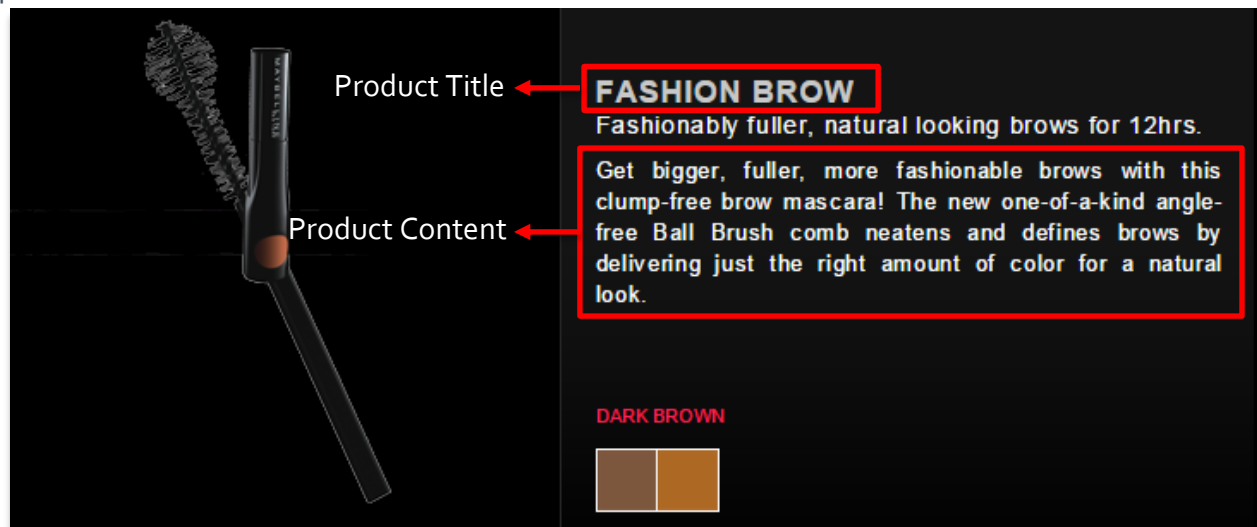 MAYBELLINE
Product Title
FASHION BROW
Fashionably fuller, natural looking brows for 12hrs.
Get bigger, fuller, more fashionable brows with this
clump-free brow mascara! The new one-of-a-kind angle-
free Ball Brush comb neatens and defines brows by
delivering just the right amount of color for a natural
look.
Product Content
DARK BROWN